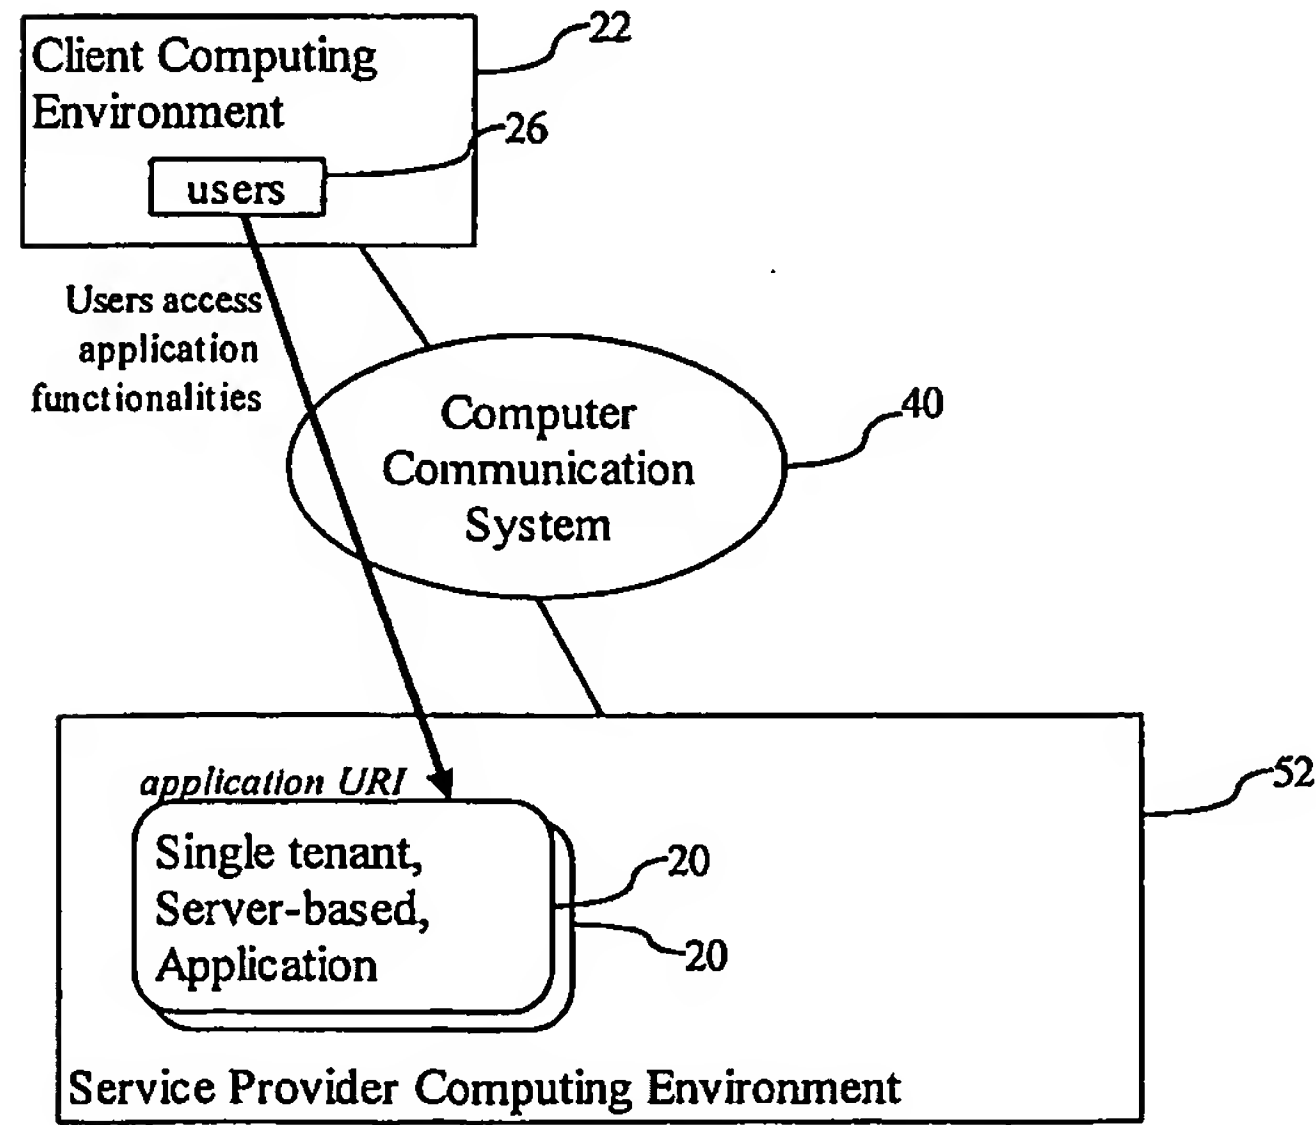 Client Computing
Environment
22
26
users
Users access
application
functionalities
Computer
Communication
System
40
52
application URI
Single tenant,
Server-based,
Application
20
20
Service Provider Computing Environment